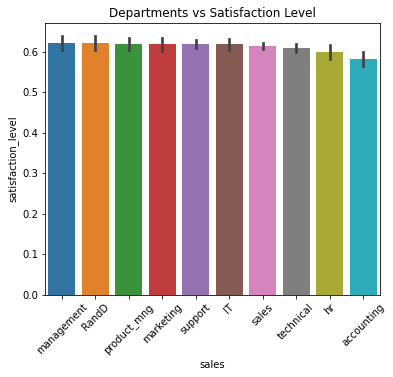 Departments vs Satisfaction Level
satisfaction_level
0.6
0.5
0.4
0.3
0.2
0.1
0.0
management
RandD
product_mng
marketing
support
IT
sales
technical
hr
accounting
sales